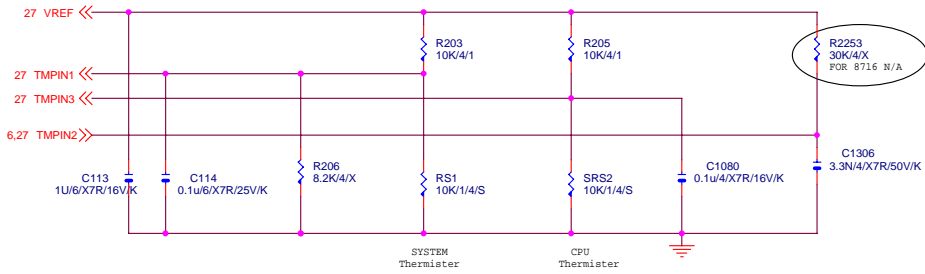 27 VREF
R203
10K/4/1
R205
10K/4/1
R2253
30K/4/X
FOR 8716 N/A
27 TMPIN1
27 TMPIN3
6,27 TMPIN2
C113
1U/6/X7R/16V/K
C114
0.1u/6/X7R/25V/K
R206
8.2K/4/X
RS1
10K/1/4/S
SRS2
10K/1/4/S
C1080
0.1u/4/X7R/16V/K
C1306
3.3N/4/X7R/50V/K
SYSTEM
Thermister
CPU
Thermister